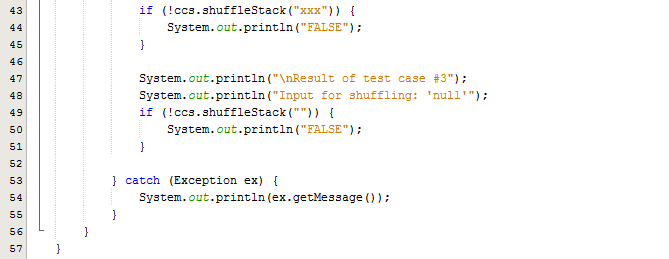 43 if (!ccs.shuffleStack("xxx")) {
44 System.out.println("FALSE");
45 }
46
47 System.out.println("\nResult of test case #3");
48 System.out.println("Input for shuffling: 'null'");
49 if (!ccs.shuffleStack("")) {
50 System.out.println("FALSE");
51 }
52
53 } catch (Exception ex) {
54 System.out.println(ex.getMessage());
55 }
56 }
57 }